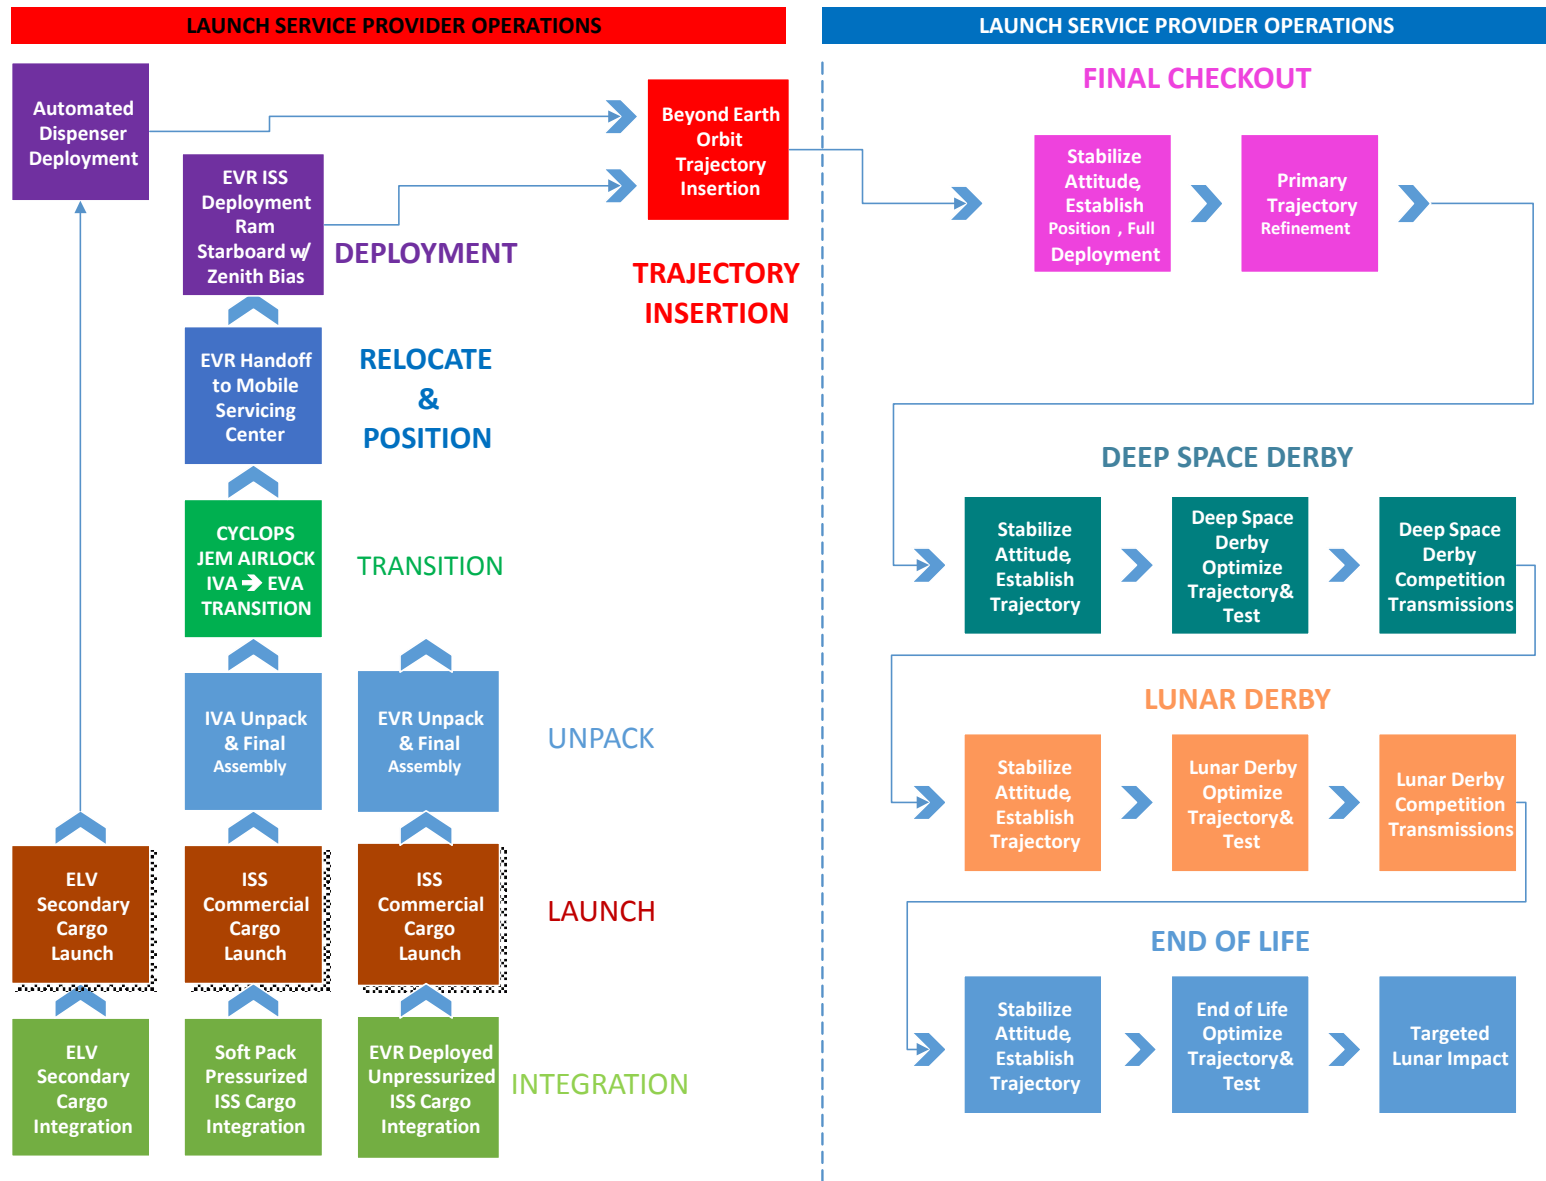 LAUNCH SERVICE PROVIDER OPERATIONS
Automated
Dispenser
Deployment
EVR ISS
Deployment
Ram
Starboard w/
Zenith Bias
DEPLOYMENT
Beyond Earth
Orbit
Trajectory
Insertion
TRAJECTORY
INSERTION
EVR Handoff
to Mobile
Servicing
Center
RELOCATE
&
POSITION
CYCLOPS
JEM AIRLOCK
IVA ➔ EVA
TRANSITION
TRANSITION
IVA Unpack
& Final
Assembly
EVR Unpack
& Final
Assembly
UNPACK
ELV
Secondary
Cargo
Launch
ISS
Commercial
Cargo
Launch
ISS
Commercial
Cargo
Launch
LAUNCH
ELV
Secondary
Cargo
Integration
Soft Pack
Pressurized
ISS Cargo
Integration
EVR Deployed
Unpressurized
ISS Cargo
Integration
INTEGRATION
LAUNCH SERVICE PROVIDER OPERATIONS
FINAL CHECKOUT
Stabilize
Attitude,
Establish
Position , Full
Deployment
Primary
Trajectory
Refinement
DEEP SPACE DERBY
Stabilize
Attitude,
Establish
Trajectory
Deep Space
Derby
Optimize
Trajectory&
Test
Deep Space
Derby
Competition
Transmissions
LUNAR DERBY
Stabilize
Attitude,
Establish
Trajectory
Lunar Derby
Optimize
Trajectory&
Test
Lunar Derby
Competition
Transmissions
END OF LIFE
Stabilize
Attitude,
Establish
Trajectory
End of Life
Optimize
Trajectory&
Test
Targeted
Lunar Impact